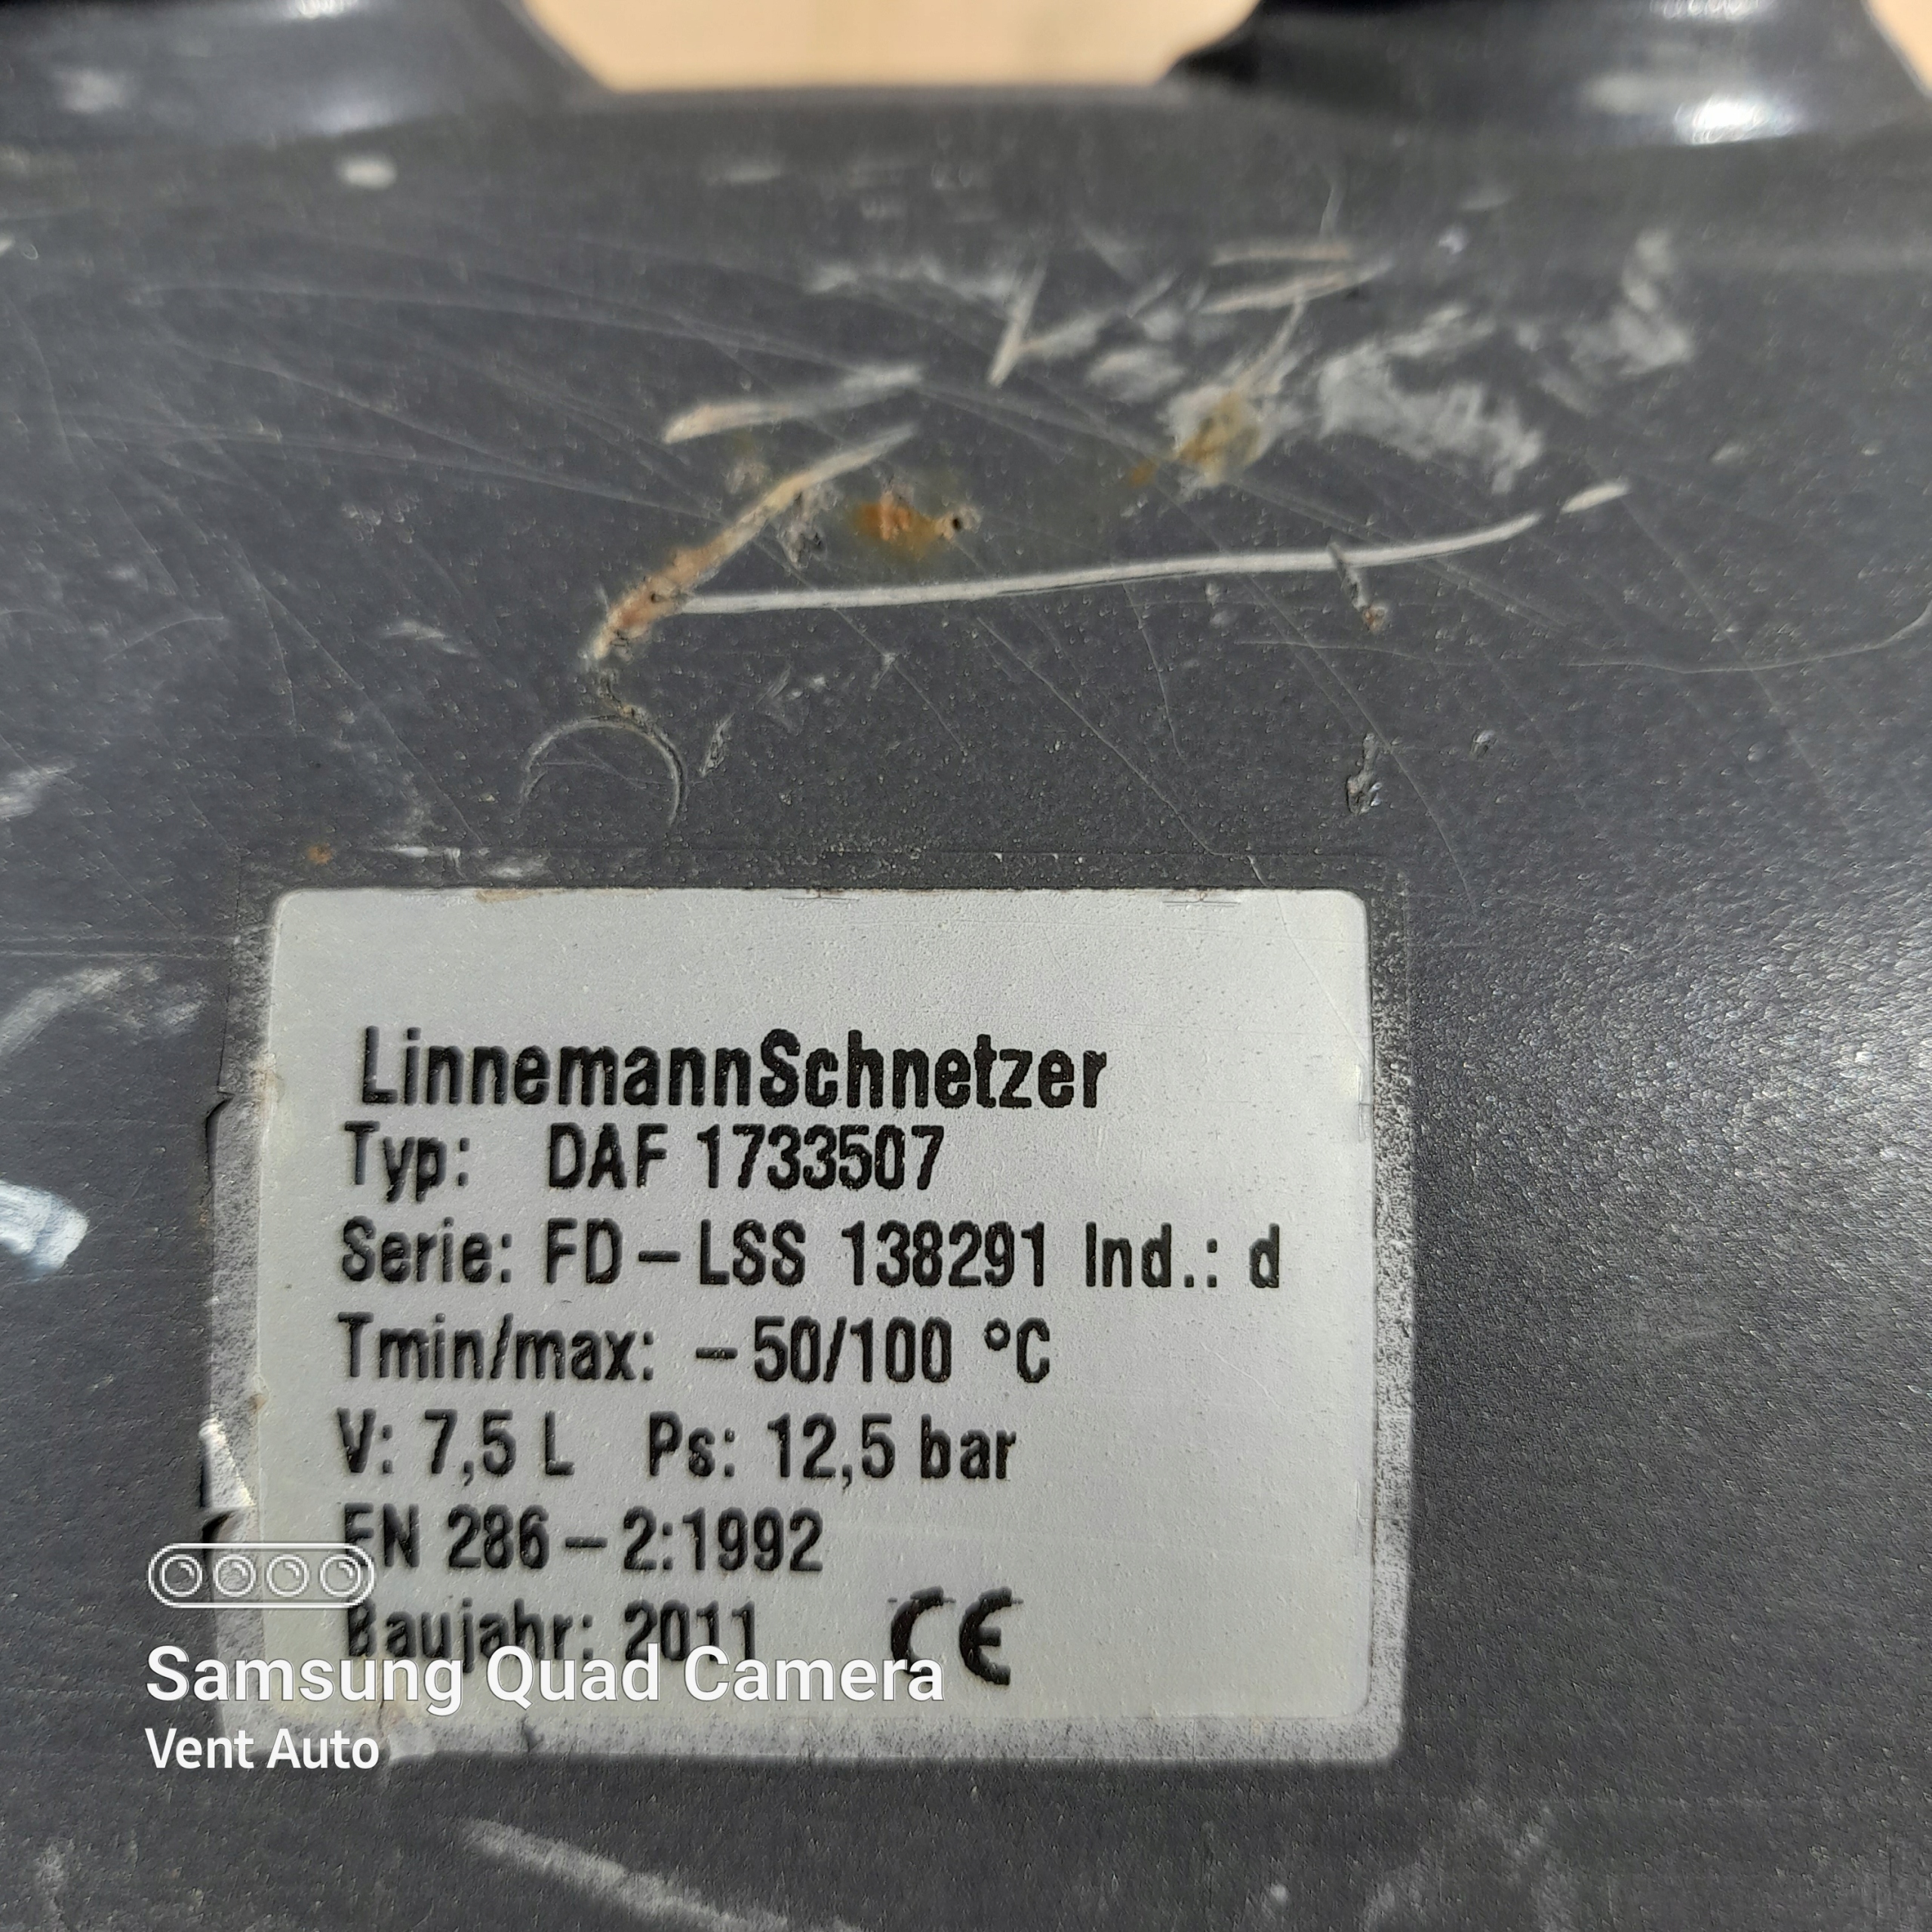 LinnemannSchnetzer
Typ: DAF 1733507
Serie: FD-LSS 138291 Ind.: d
Tmin/max: -50/100 °C
V: 7,5 L Ps: 12,5 bar
EN 286-2:1992
Baujahr: 2011 CE
Samsung Quad Camera
Vent Auto